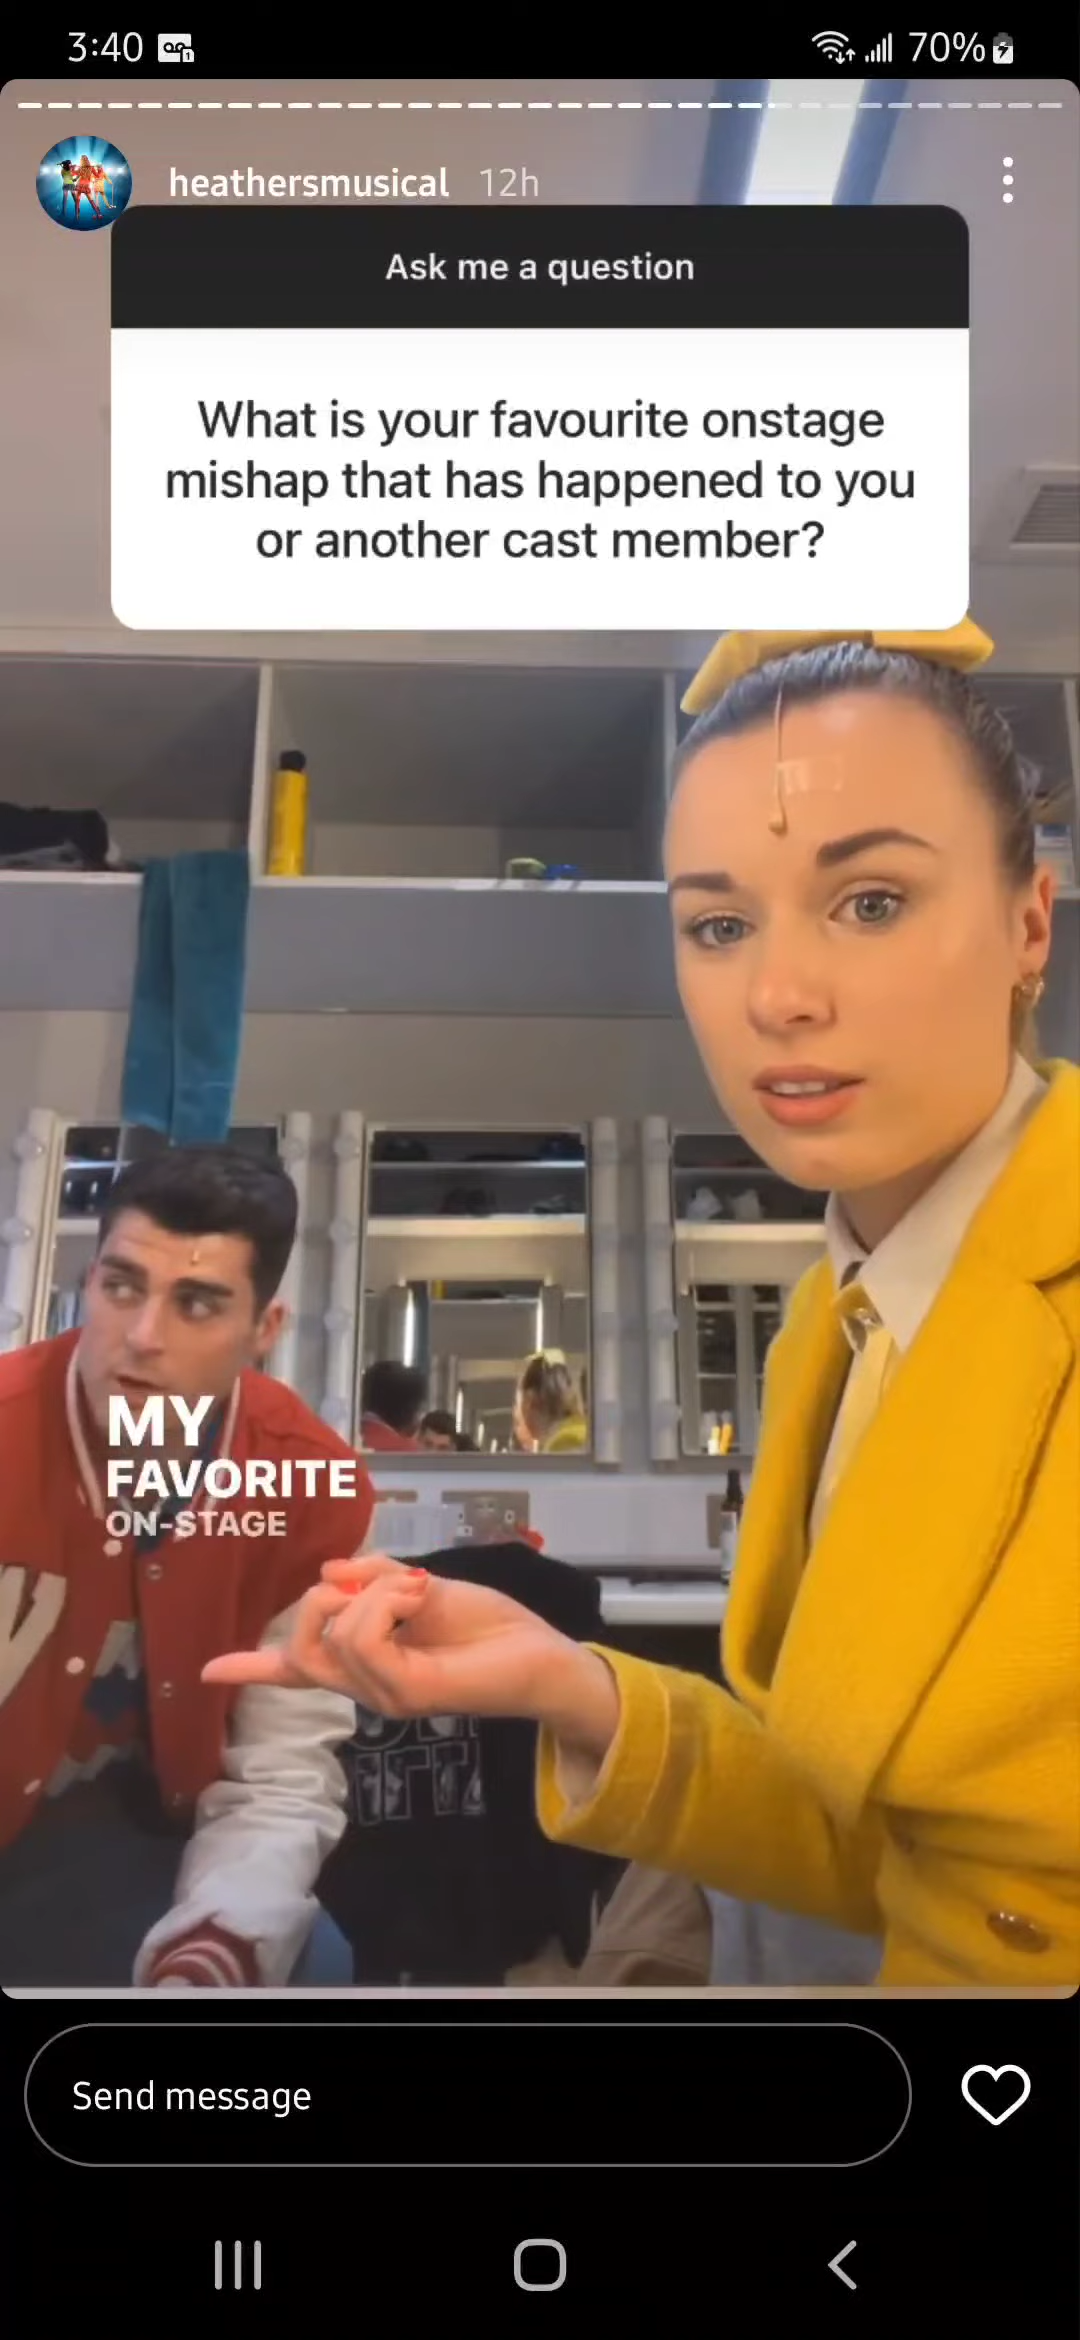 3:40
70%
heathersmusical 12h
Ask me a question
What is your favourite onstage
mishap that has happened to you
or another cast member?
MY
FAVORITE
ON-STAGE
Send message